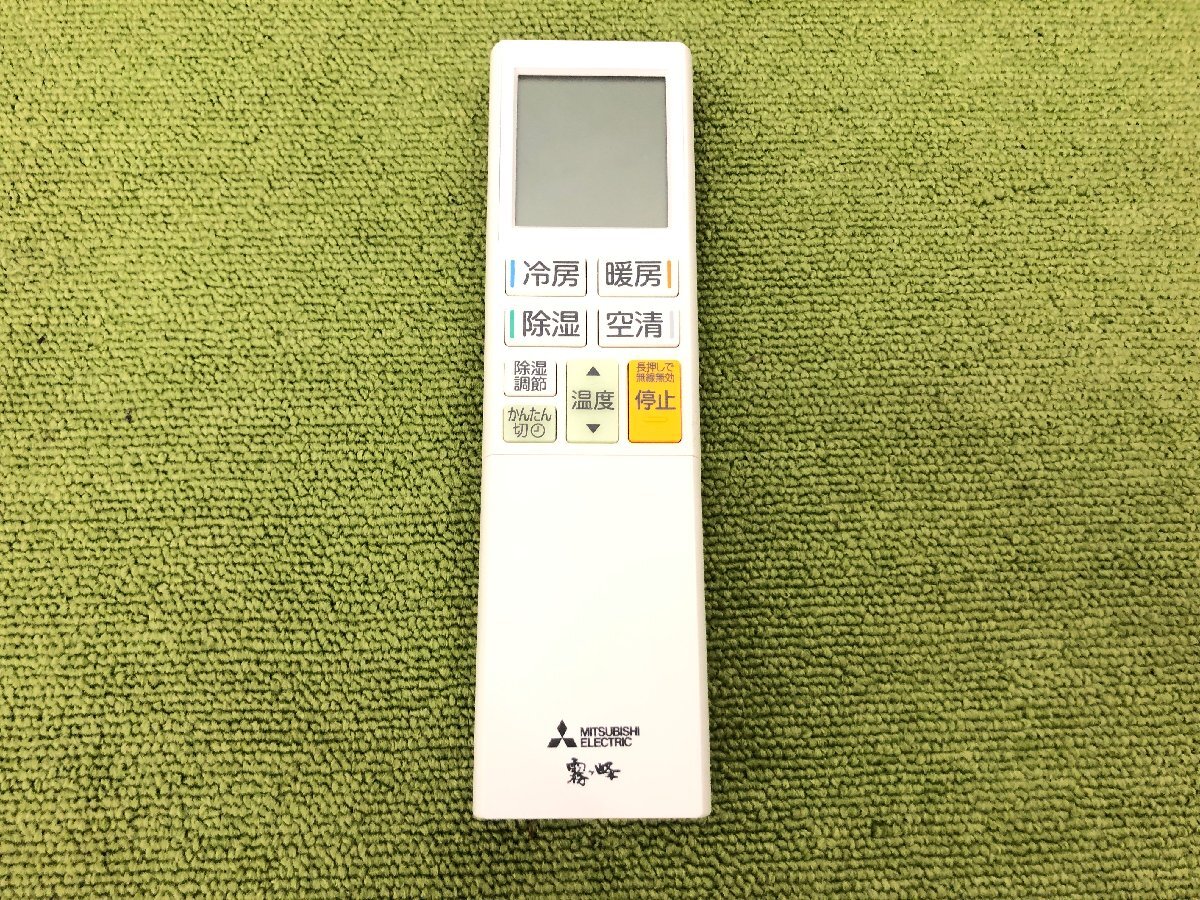 冷房
暖房
除湿
空清
除湿
調節
かんたん
切
▲
温度
▼
長押しで
無線無効
停止
MITSUBISHI
ELECTRIC
霧ヶ峰